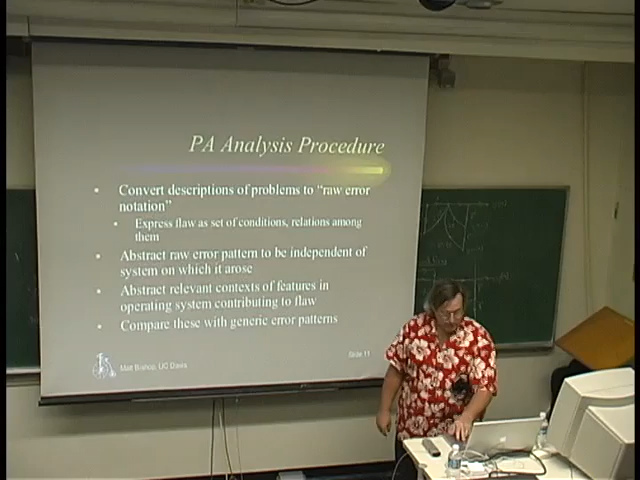 PA Analysis Procedure
Convert descriptions of problems to “raw error
notation”
Express flaw as set of conditions, relations among
them
Abstract raw error pattern to be independent of
system on which it arose
Abstract relevant contexts of features in
operating system contributing to flaw
Compare these with generic error patterns
Matt Bishop, UC Davis
Slide 11